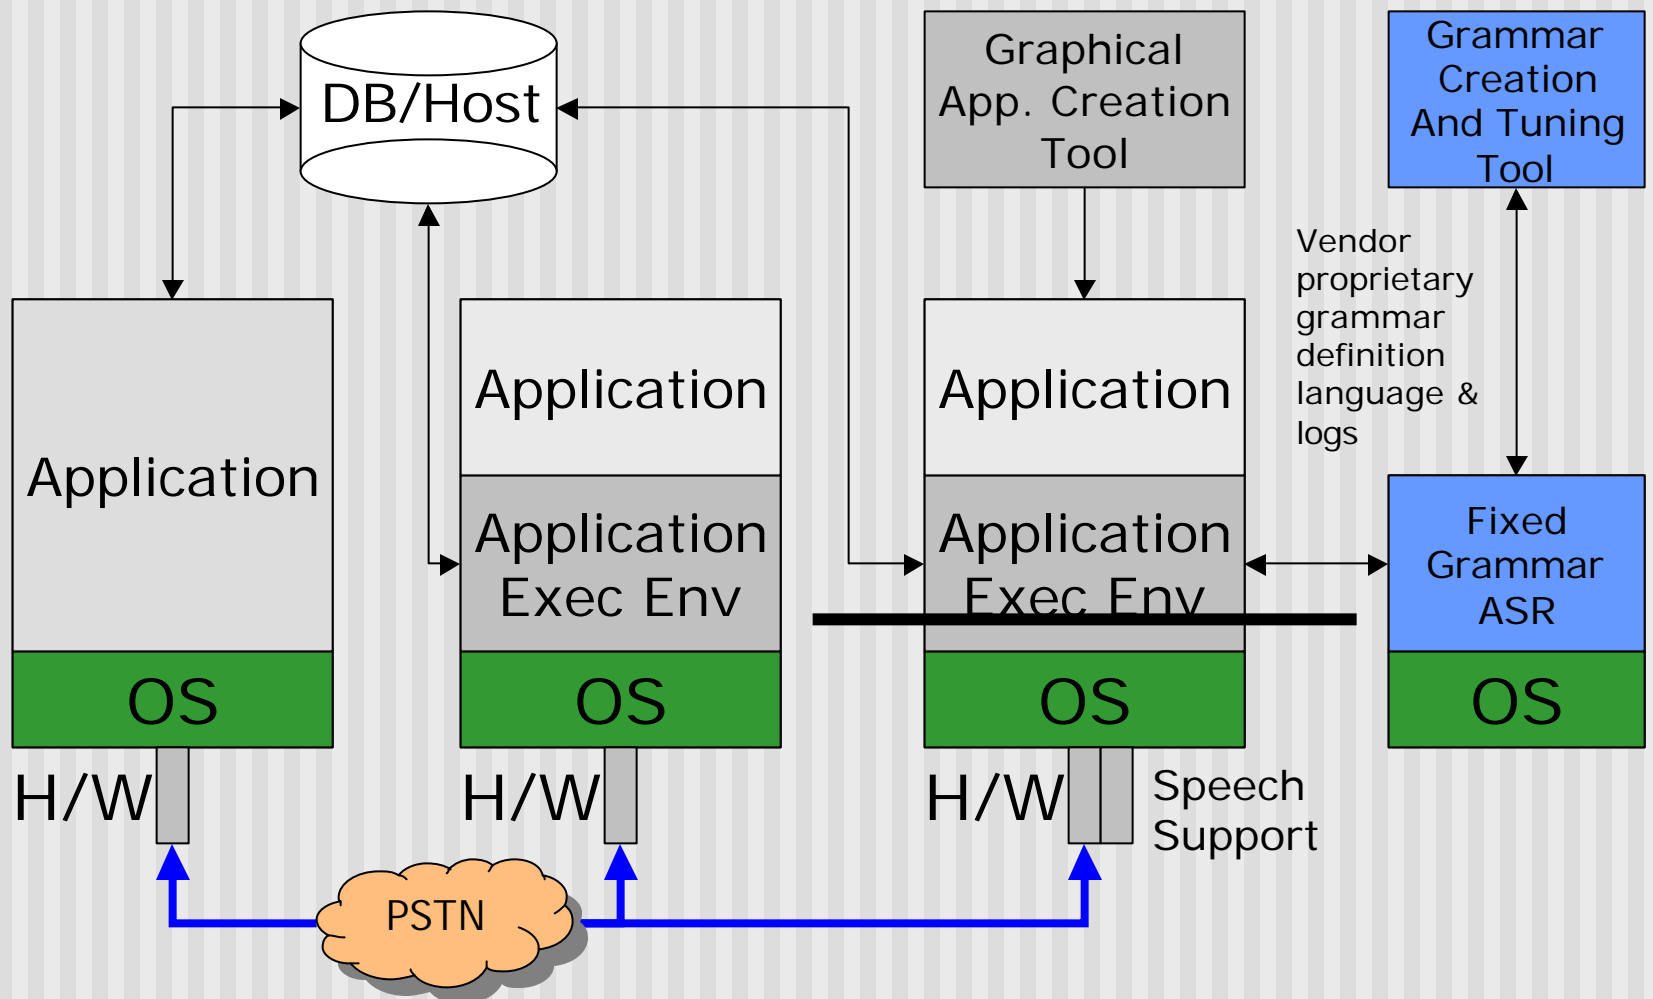 DB/Host
Graphical
App. Creation
Tool
Grammar
Creation
And Tuning
Tool
Vendor
proprietary
grammar
definition
language &
logs
Application
OS
H/W
Application
Application
Exec Env
OS
H/W
Application
Application
Exec Env
OS
H/W
Speech
Support
Fixed
Grammar
ASR
OS
PSTN